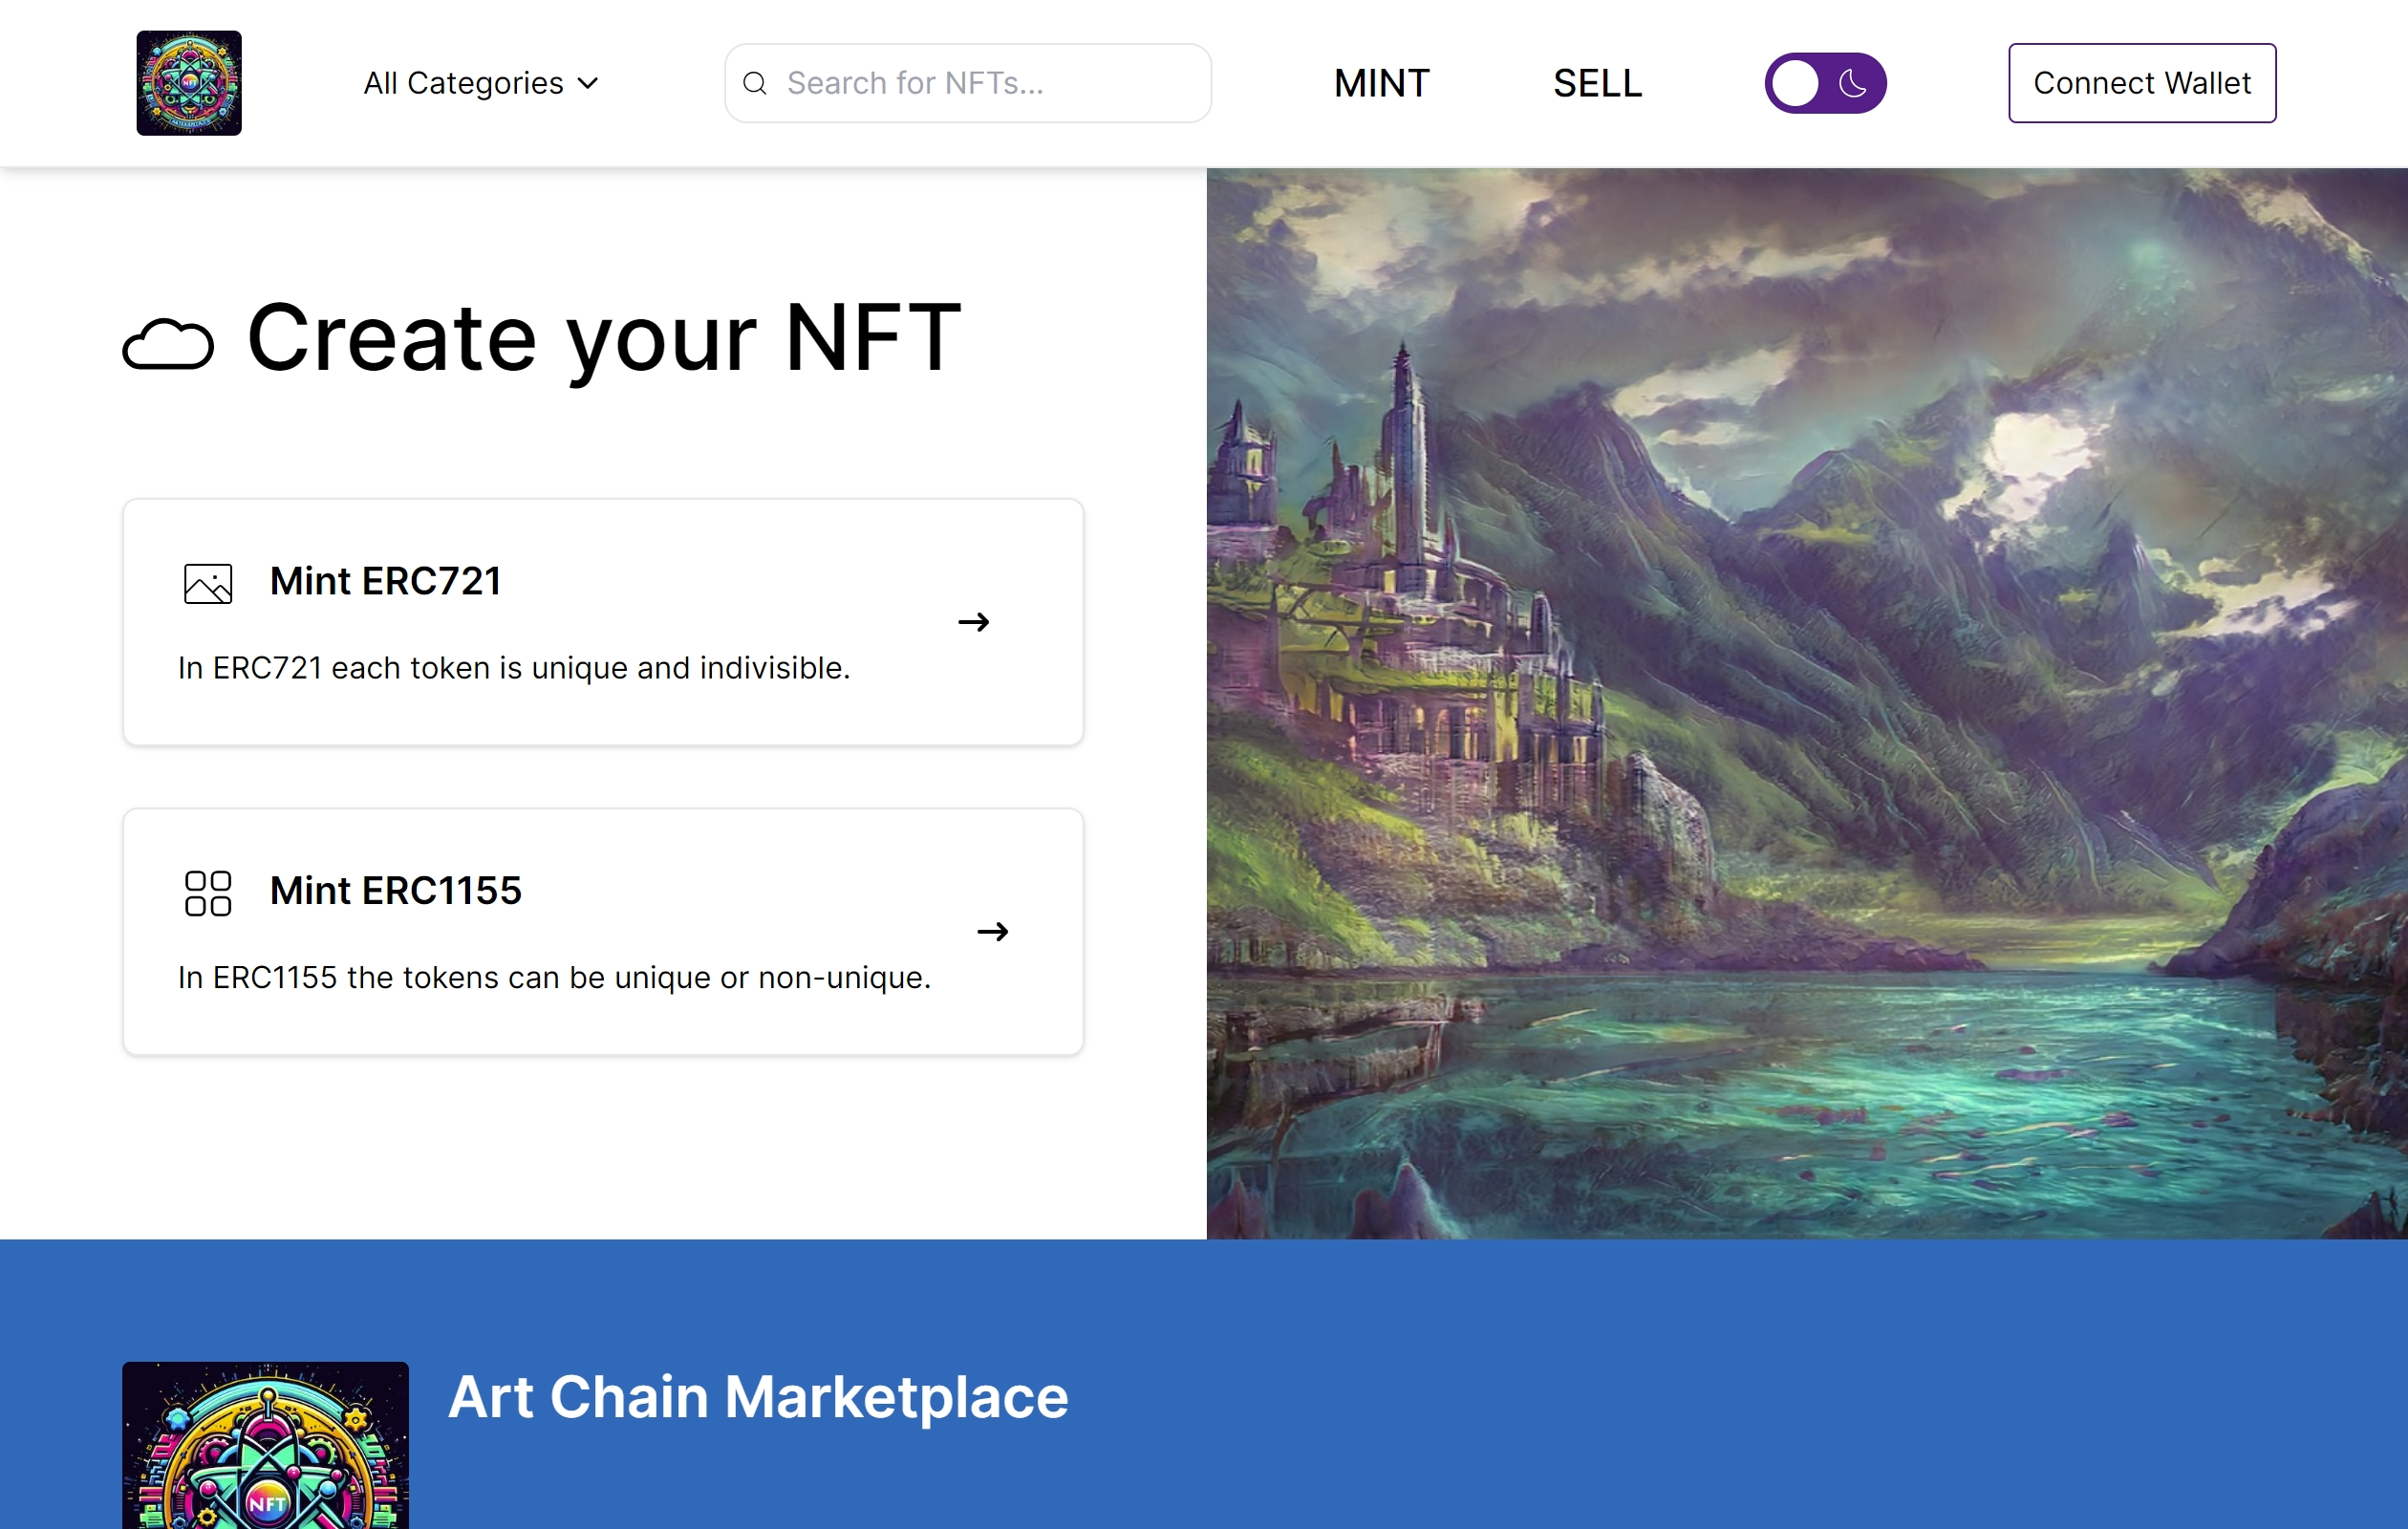 All Categories
Search for NFTs...
MINT
SELL
Connect Wallet
Create your NFT
Mint ERC721
In ERC721 each token is unique and indivisible.
Mint ERC1155
In ERC1155 the tokens can be unique or non-unique.
Art Chain Marketplace
NFT